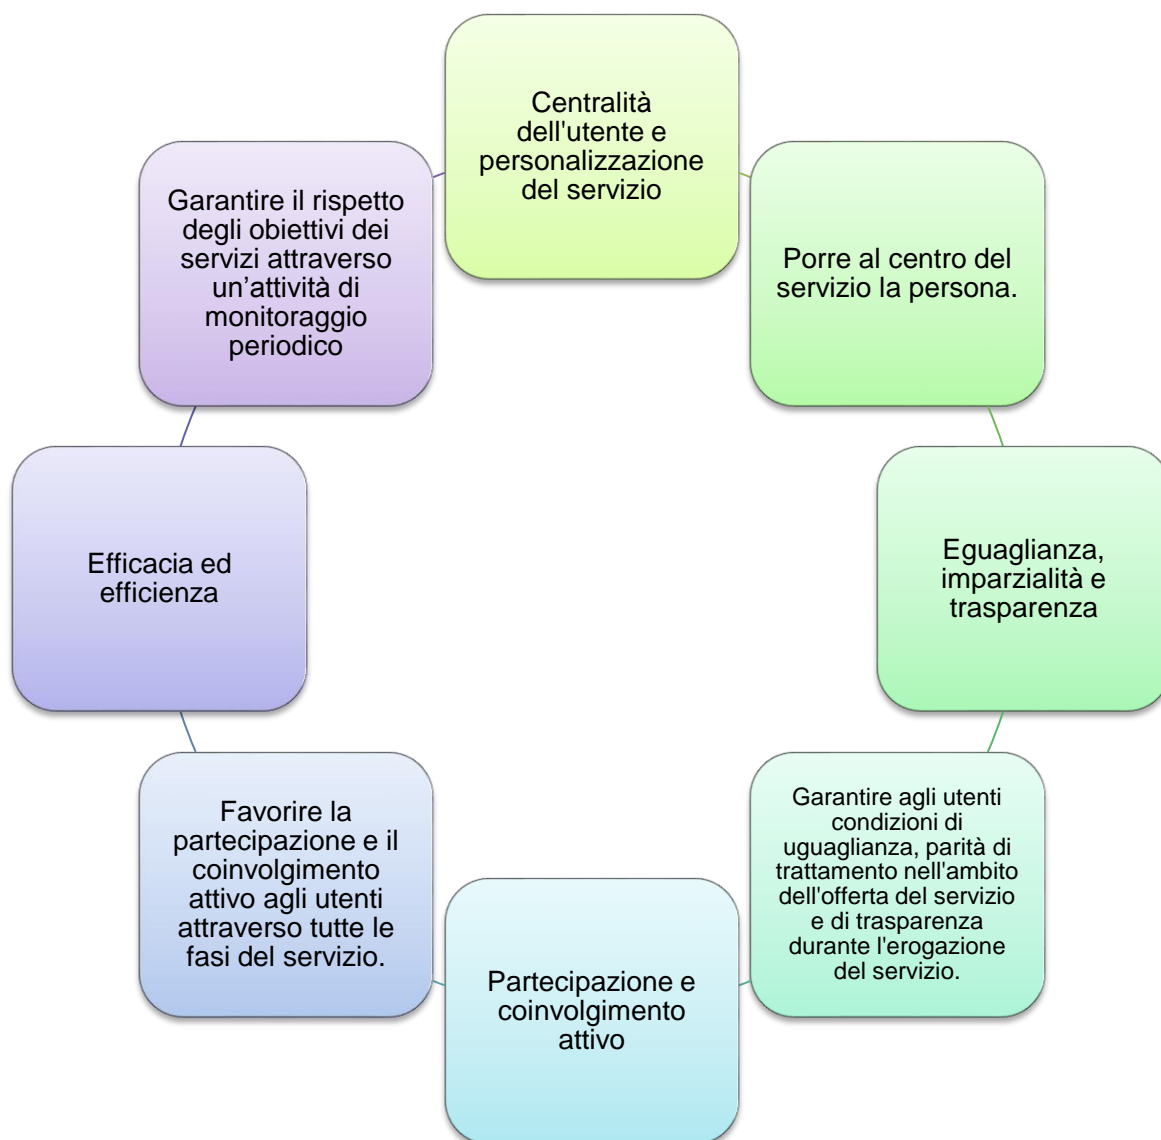 Centralità
dell'utente e
personalizzazione
del servizio
Porre al centro del
servizio la persona.
Eguaglianza,
imparzialità e
trasparenza
Garantire agli utenti
condizioni di
uguaglianza, parità di
trattamento nell'ambito
dell'offerta del servizio
e di trasparenza
durante l'erogazione
del servizio.
Partecipazione e
coinvolgimento
attivo
Favorire la
partecipazione e il
coinvolgimento
attivo agli utenti
attraverso tutte le
fasi del servizio.
Efficacia ed
efficienza
Garantire il rispetto
degli obiettivi dei
servizi attraverso
un’attività di
monitoraggio
periodico